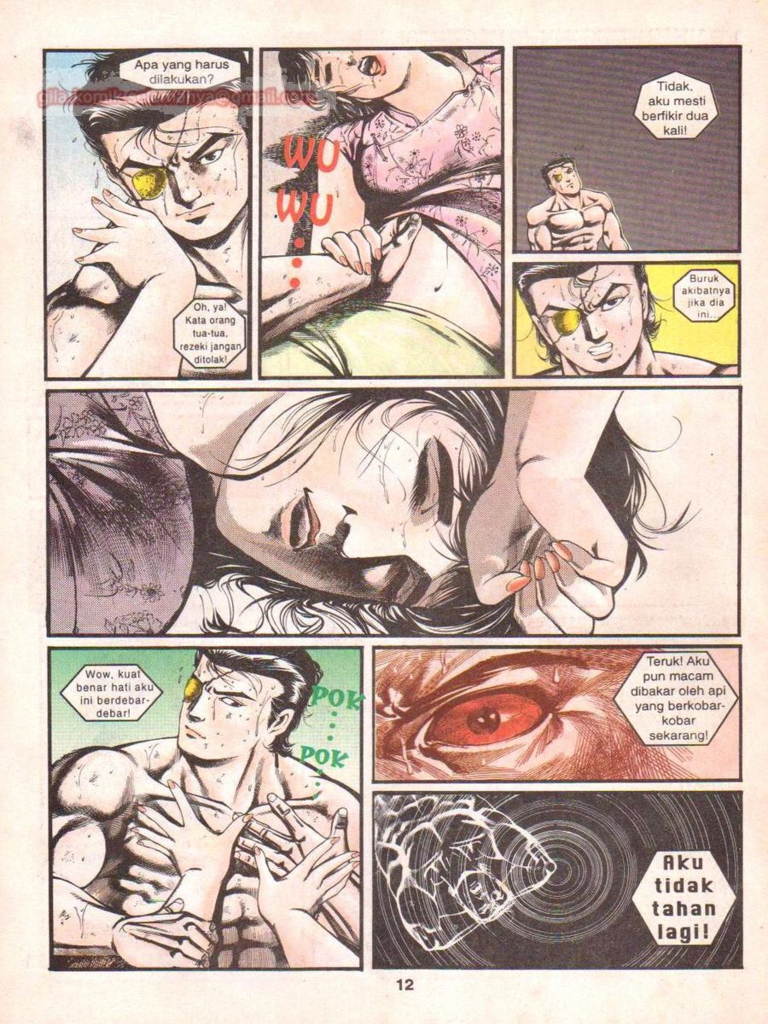 Apa yang harus
dilakukan?
Oh, ya!
Kata orang
tua-tua,
rezeki jangan
ditolak!
WU
WU
Tidak,
aku mesti
berfikir dua
kali!
Buruk
akibatnya
jika dia
ini...
Wow, kuat
benar hati aku
ini berdebar-
debar!
POK
POK
Teruk! Aku
pun macam
dibakar oleh api
yang berkobar-
kobar
sekarang!
Aku
tidak
tahan
lagi!
12